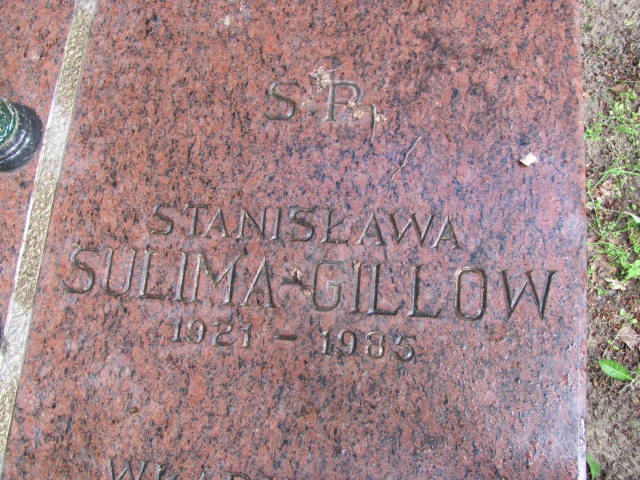 Ś. P.
STANISŁAWA
SULIMA-GILLOW
1921 - 1985